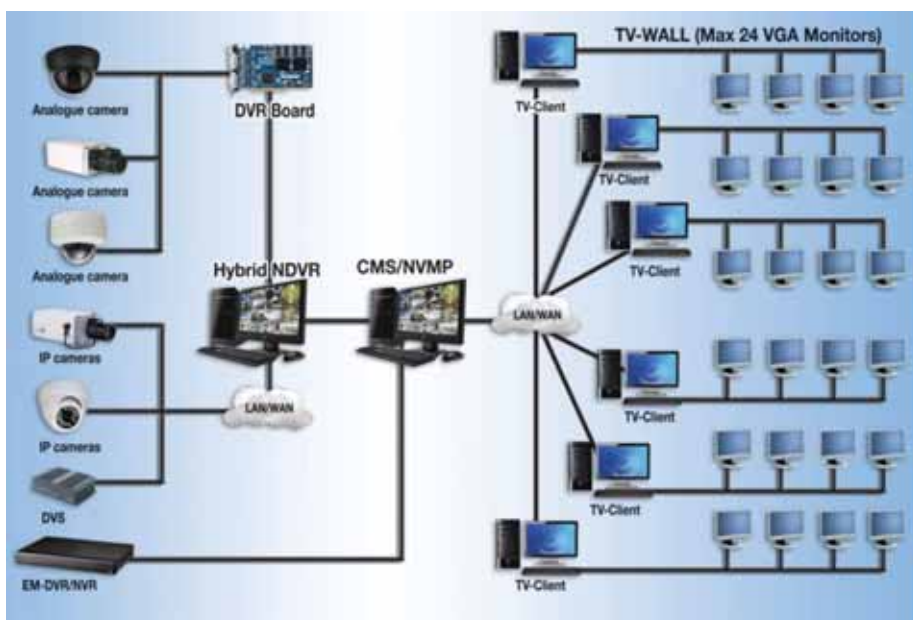 TV-WALL (Max 24 VGA Monitors)
Analogue camera
DVR Board
TV-Client
Analogue camera
TV-Client
Analogue camera
Hybrid NDVR
CMS/NVMP
TV-Client
LAN/WAN
IP cameras
LAN/WAN
TV-Client
IP cameras
TV-Client
DVS
EM-DVR/NVR
TV-Client